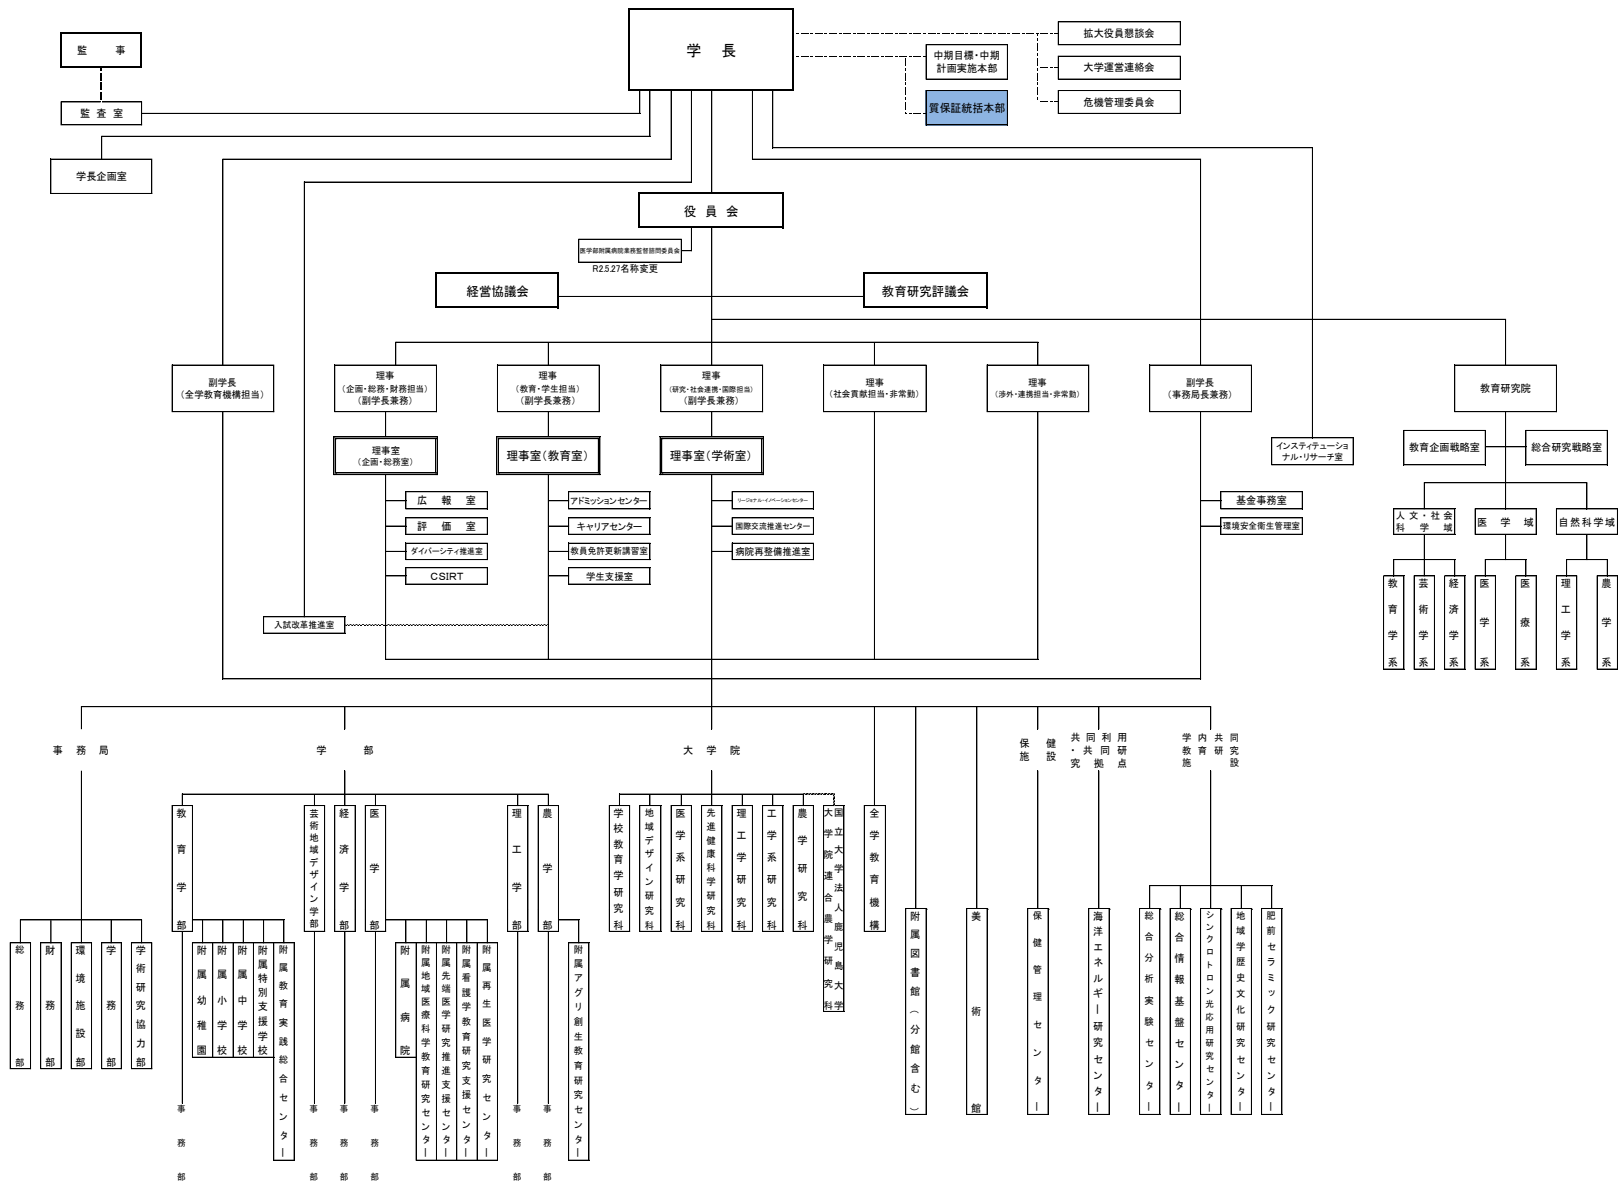 学長
監事
監査室
学長企画室
拡大役員懇談会
中期目標・中期
計画実施本部
大学運営連絡会
質保証統括本部
危機管理委員会
役員会
医学部附属病院業務監督諮問委員会
R2.5.27名称変更
経営協議会
教育研究評議会
副学長
（全学教育機構担当）
理事
（企画・総務・財務担当）
（副学長兼務）
理事
（教育・学生担当）
（副学長兼務）
理事
（研究・社会連携・国際担当）
（副学長兼務）
理事
（社会貢献担当・非常勤）
理事
（渉外・連携担当・非常勤）
副学長
（事務局長兼務）
教育研究院
理事室
（企画・総務室）
理事室（教育室）
理事室（学術室）
インスティテューショ
ナル・リサーチ室
教育企画戦略室
総合研究戦略室
広報室
評価室
ダイバーシティ推進室
CSIRT
アドミッションセンター
キャリアセンター
教員免許更新講習室
学生支援室
リージョナル・イノベーションセンター
国際交流推進センター
病院再整備推進室
基金事務室
環境安全衛生管理室
入試改革推進室
人文・社会
科学域
医学域
自然科学域
教育学系
芸術学系
経済学系
医学系
医療系
理工学系
農学系
事務局
学部
大学院
保健
施設
共同利用
・共同研
究拠点
学内共同
教育研究
施設
総務部
財務部
環境施設部
学務部
学術研究協力部
教育学部
附属幼稚園
附属小学校
附属中学校
附属特別支援学校
附属教育実践総合センター
事務部
芸術地域デザイン学部
事務部
経済学部
事務部
医学部
附属病院
附属地域医療科学教育研究センター
附属先端医学研究推進支援センター
附属看護学教育研究支援センター
附属再生医学研究センター
事務部
理工学部
事務部
農学部
附属アグリ創生教育研究センター
事務部
学校教育学研究科
地域デザイン研究科
医学系研究科
先進健康科学研究科
理工学研究科
工学系研究科
農学研究科
国立大学法人鹿児島大学
大学院連合農学研究科
全学教育機構
附属図書館（分館含む）
美術館
保健管理センター
海洋エネルギー研究センター
総合分析実験センター
総合情報基盤センター
シンクロトロン光応用研究センター
地域学歴史文化研究センター
肥前セラミック研究センター